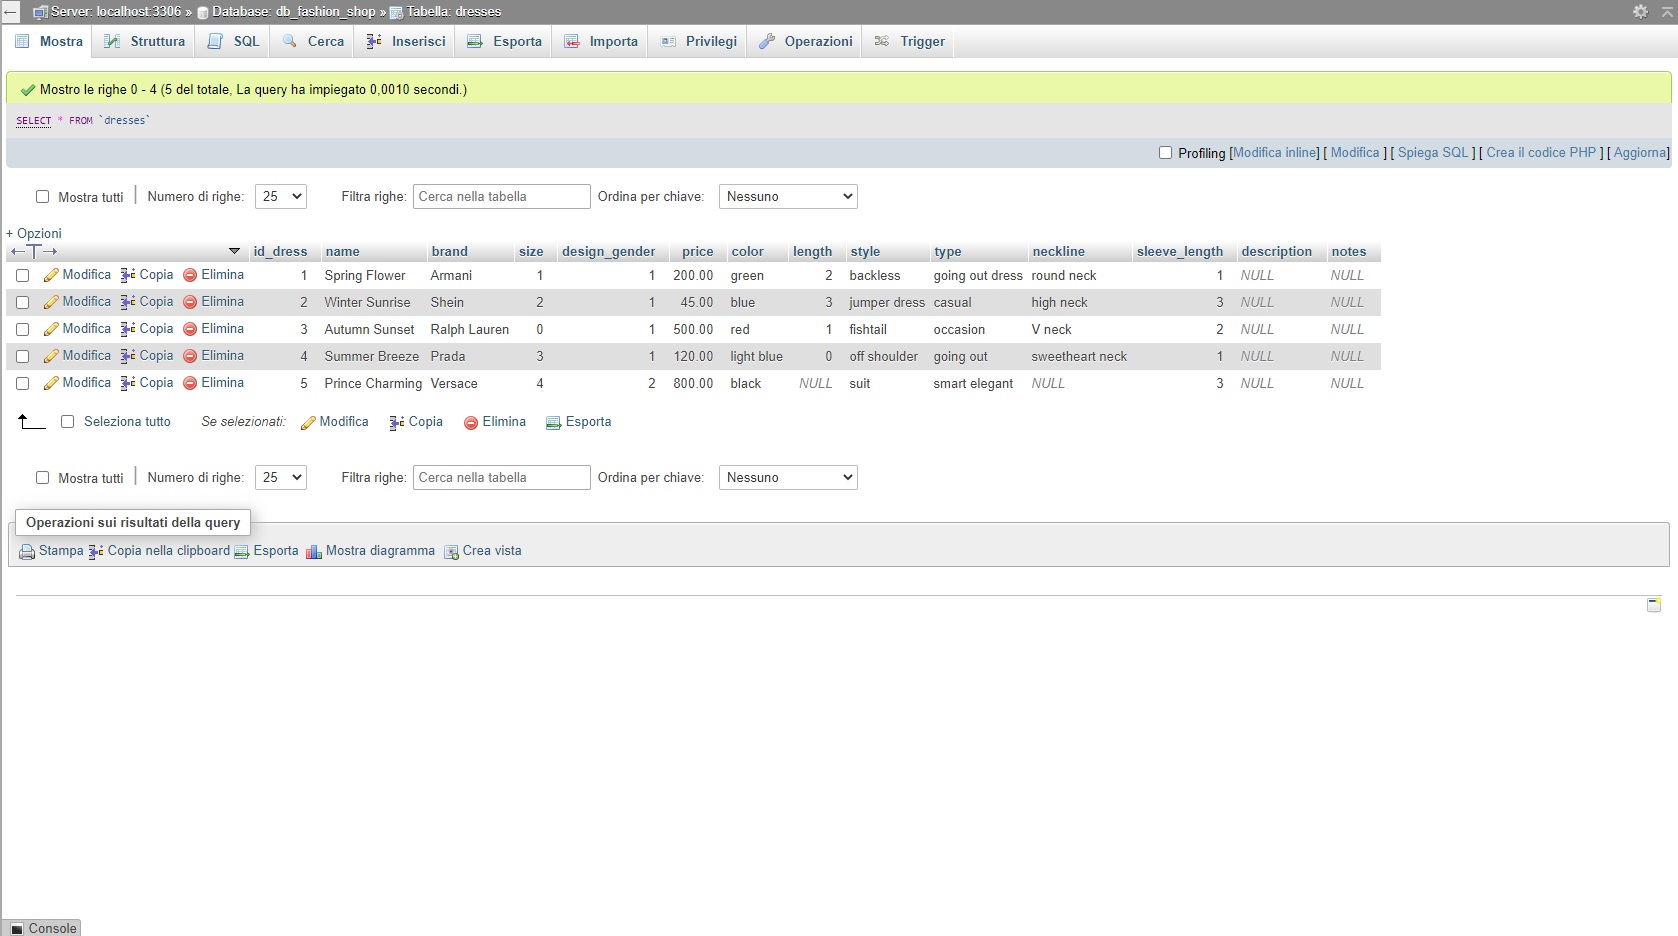 Server: localhost:3306 » Database: db_fashion_shop » Tabella: dresses
Mostra Struttura SQL Cerca Inserisci Esporta Importa Privilegi Operazioni Trigger
Mostro le righe 0 - 4 (5 del totale, La query ha impiegato 0,0010 secondi.)
SELECT * FROM `dresses`
Profiling [Modifica inline] [ Modifica ] [ Spiega SQL ] [ Crea il codice PHP ] [ Aggiorna]
Mostra tutti Numero di righe: 25 Filtra righe: Cerca nella tabella Ordina per chiave: Nessuno
+ Opzioni
id_dress name brand size design_gender price color length style type neckline sleeve_length description notes
Modifica Copia Elimina 1 Spring Flower Armani 1 1 200.00 green 2 backless going out dress round neck 1 NULL NULL
Modifica Copia Elimina 2 Winter Sunrise Shein 2 1 45.00 blue 3 jumper dress casual high neck 3 NULL NULL
Modifica Copia Elimina 3 Autumn Sunset Ralph Lauren 0 1 500.00 red 1 fishtail occasion V neck 2 NULL NULL
Modifica Copia Elimina 4 Summer Breeze Prada 3 1 120.00 light blue 0 off shoulder going out sweetheart neck 1 NULL NULL
Modifica Copia Elimina 5 Prince Charming Versace 4 2 800.00 black NULL suit smart elegant NULL 3 NULL NULL
Seleziona tutto Se selezionati: Modifica Copia Elimina Esporta
Mostra tutti Numero di righe: 25 Filtra righe: Cerca nella tabella Ordina per chiave: Nessuno
Operazioni sui risultati della query
Stampa Copia nella clipboard Esporta Mostra diagramma Crea vista
Console